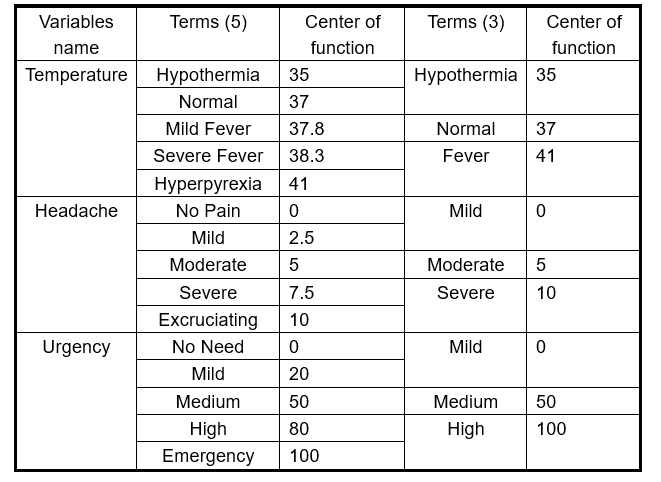 Variables name Terms (5) Center of function Terms (3) Center of function
Temperature Hypothermia 35 Hypothermia 35
Normal 37
Mild Fever 37.8 Normal 37
Severe Fever 38.3 Fever 41
Hyperpyrexia 41
Headache No Pain 0 Mild 0
Mild 2.5
Moderate 5 Moderate 5
Severe 7.5 Severe 10
Excruciating 10
Urgency No Need 0 Mild 0
Mild 20
Medium 50 Medium 50
High 80 High 100
Emergency 100